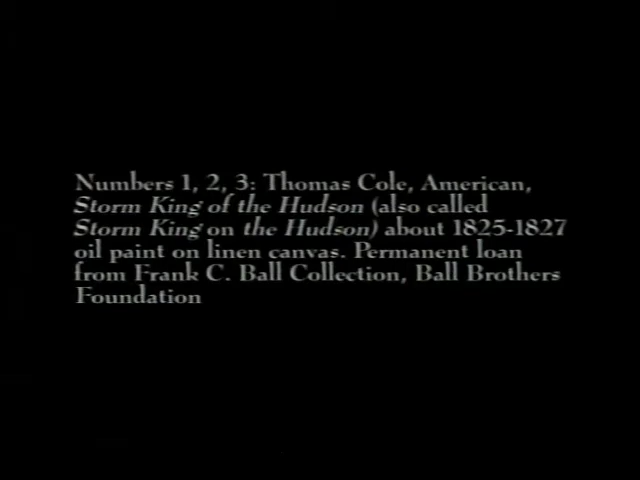 Numbers 1, 2, 3: Thomas Cole, American,
Storm King of the Hudson (also called
Storm King on the Hudson) about 1825-1827
oil paint on linen canvas. Permanent loan
from Frank C. Ball Collection, Ball Brothers
Foundation